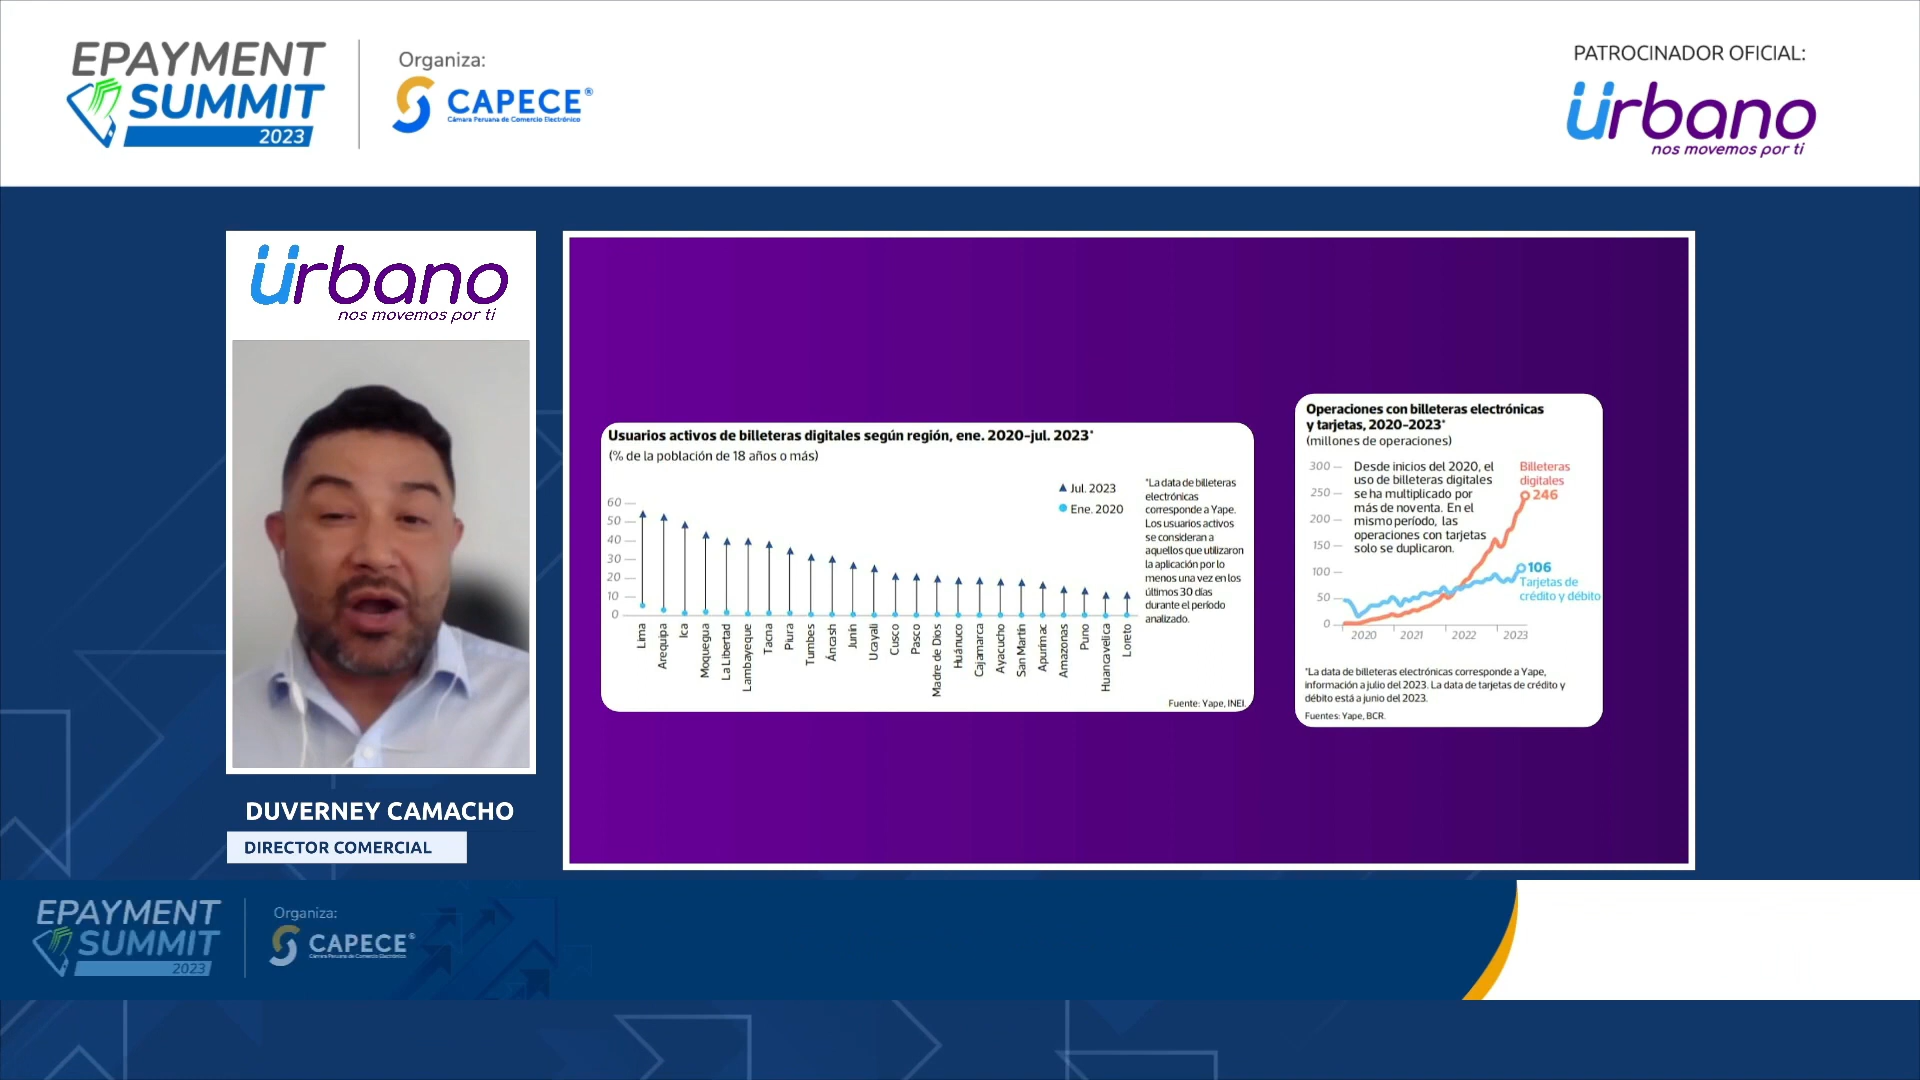 EPAYMENT
SUMMIT
2023
Organiza:
CAPECE®
Cámara Peruana de Comercio Electrónico
PATROCINADOR OFICIAL:
ürbano
nos movemos por ti
ürbano
nos movemos por ti
DUVERNEY CAMACHO
DIRECTOR COMERCIAL
Usuarios activos de billeteras digitales según región, ene. 2020-jul. 2023*
(% de la población de 18 años o más)
Jul. 2023
Ene. 2020
60
50
40
30
20
10
0
Lima
Arequipa
Ica
Moquegua
La Libertad
Lambayeque
Tacna
Piura
Tumbes
Áncash
Junín
Ucayali
Cusco
Pasco
Madre de Dios
Huánuco
Cajamarca
Ayacucho
San Martín
Apurímac
Amazonas
Puno
Huancavelica
Loreto
*La data de billeteras
electrónicas
corresponde a Yape.
Los usuarios activos
se consideran a
aquellos que utilizaron
la aplicación por lo
menos una vez en los
últimos 30 días
durante el período
analizado.
Fuente: Yape, INEI.
Operaciones con billeteras electrónicas
y tarjetas, 2020-2023*
(millones de operaciones)
300
250
200
150
100
50
0
Desde inicios del 2020, el
uso de billeteras digitales
se ha multiplicado por
más de noventa. En el
mismo período, las
operaciones con tarjetas
solo se duplicaron.
Billeteras
digitales
246
106
Tarjetas de
crédito y débito
2020
2021
2022
2023
*La data de billeteras electrónicas corresponde a Yape,
información a julio del 2023. La data de tarjetas de crédito y
débito está a junio del 2023.
Fuentes: Yape, BCR.
EPAYMENT
SUMMIT
2023
Organiza:
CAPECE®
Cámara Peruana de Comercio Electrónico